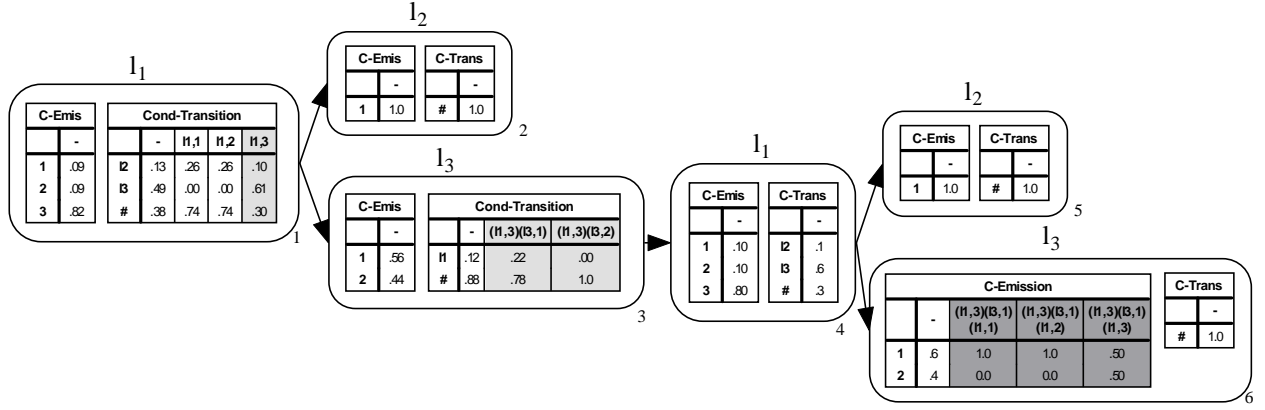 l1
C-Emis
-
1 .09
2 .09
3 .82
Cond-Transition
- l1,1 l1,2 l1,3
l2 .13 .26 .26 .10
l3 .49 .00 .00 .61
# .38 .74 .74 .30
1
l2
C-Emis
-
1 1.0
C-Trans
-
# 1.0
2
l3
C-Emis
-
1 .56
2 .44
Cond-Transition
- (l1,3)(l3,1) (l1,3)(l3,2)
l1 .12 .22 .00
# .88 .78 1.0
3
l1
C-Emis
-
1 .10
2 .10
3 .80
C-Trans
-
l2 .1
l3 .6
# .3
4
l2
C-Emis
-
1 1.0
C-Trans
-
# 1.0
5
l3
C-Emission
(l1,3)(l3,1) (l1,3)(l3,1) (l1,3)(l3,1)
- (l1,1) (l1,2) (l1,3)
1 .6 1.0 1.0 .50
2 .4 0.0 0.0 .50
C-Trans
-
# 1.0
6